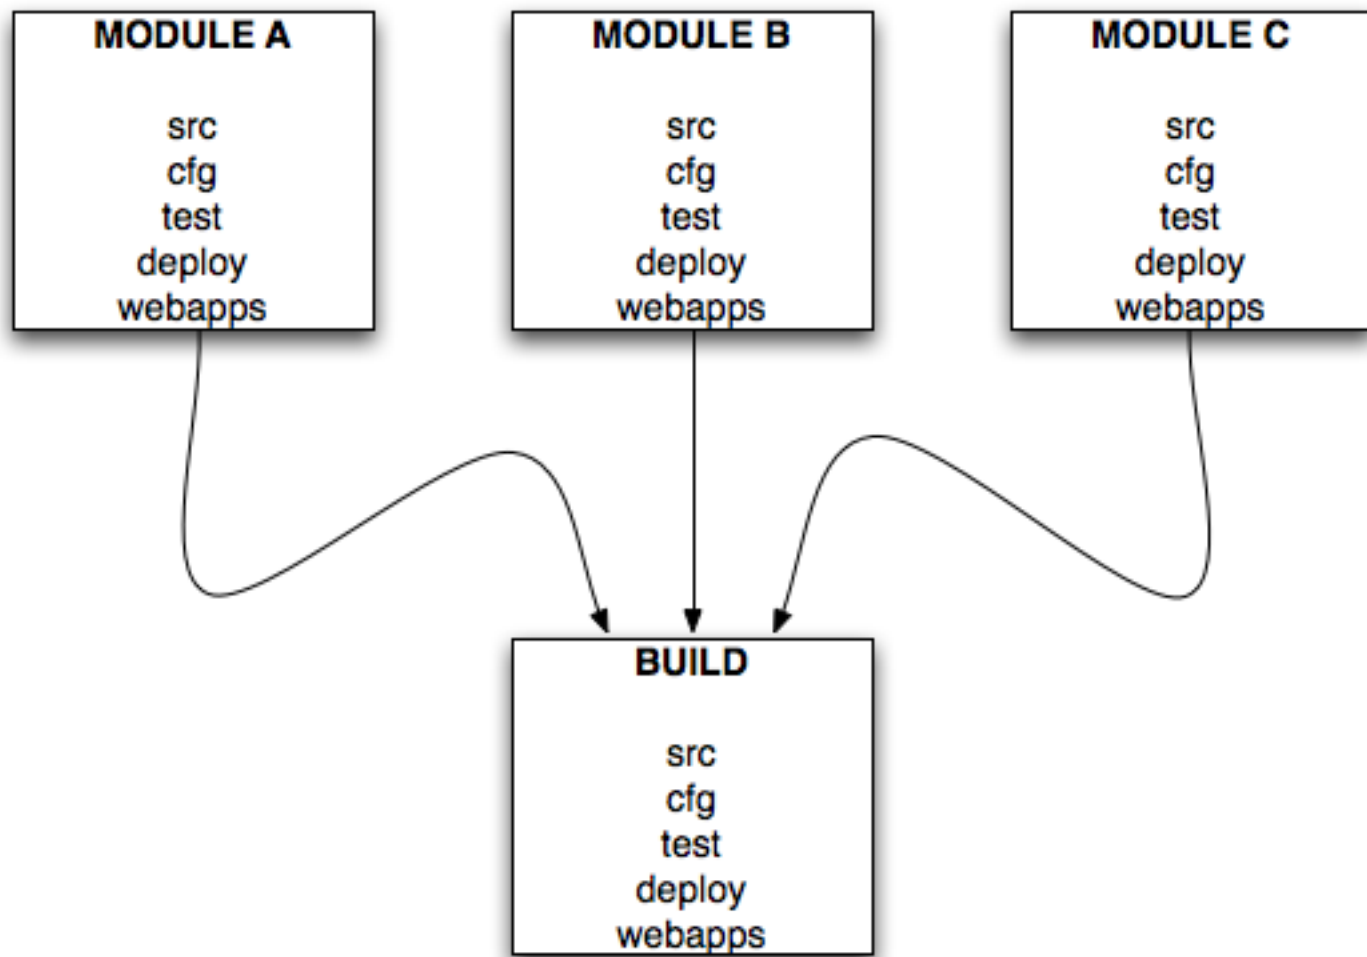 MODULE A
src
cfg
test
deploy
webapps
MODULE B
src
cfg
test
deploy
webapps
MODULE C
src
cfg
test
deploy
webapps
BUILD
src
cfg
test
deploy
webapps